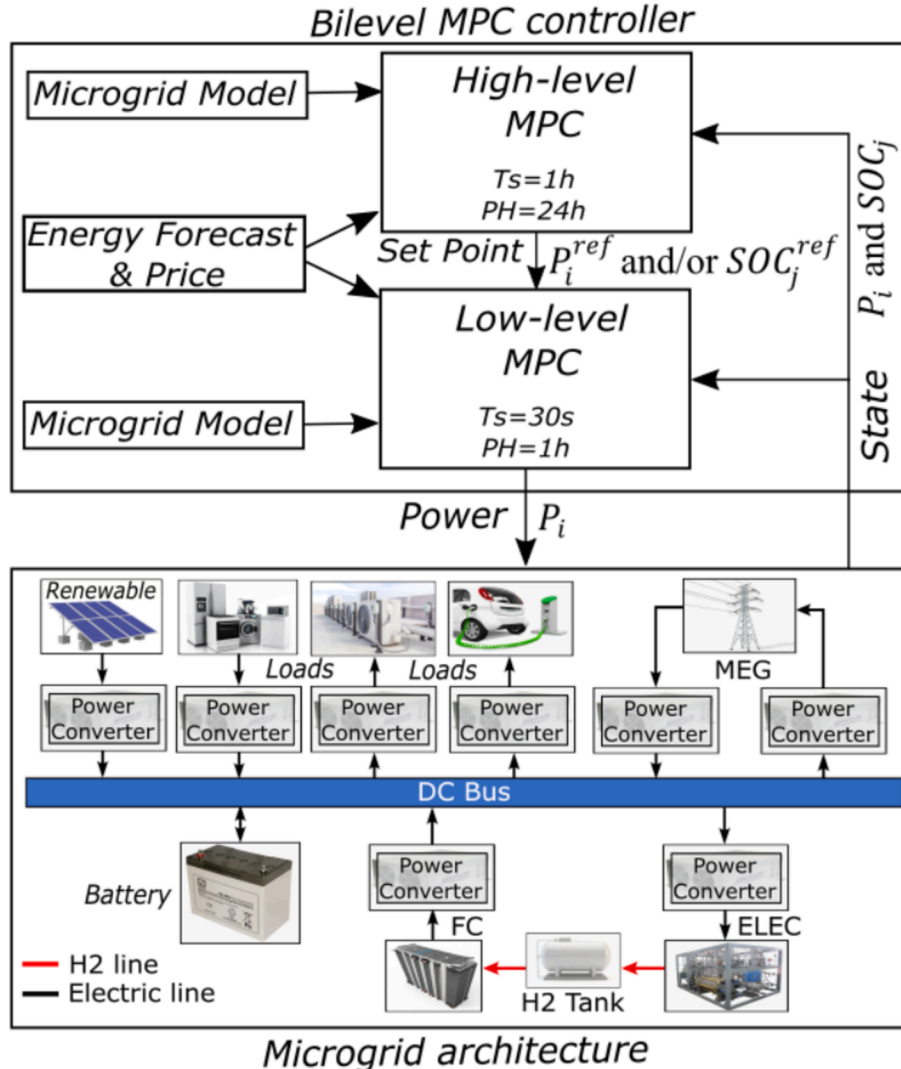 Bilevel MPC controller
Microgrid Model
High-level
MPC
Ts=1h
PH=24h
Energy Forecast
& Price
Set Point
P_i^{ref} and/or SOC_j^{ref}
P_i and SOC_j
State
Low-level
MPC
Ts=30s
PH=1h
Microgrid Model
Power
P_i
Renewable
Loads
Loads
MEG
Power
Converter
Power
Converter
Power
Converter
Power
Converter
Power
Converter
Power
Converter
DC Bus
Battery
Power
Converter
Power
Converter
FC
ELEC
H2 Tank
H2 line
Electric line
Microgrid architecture